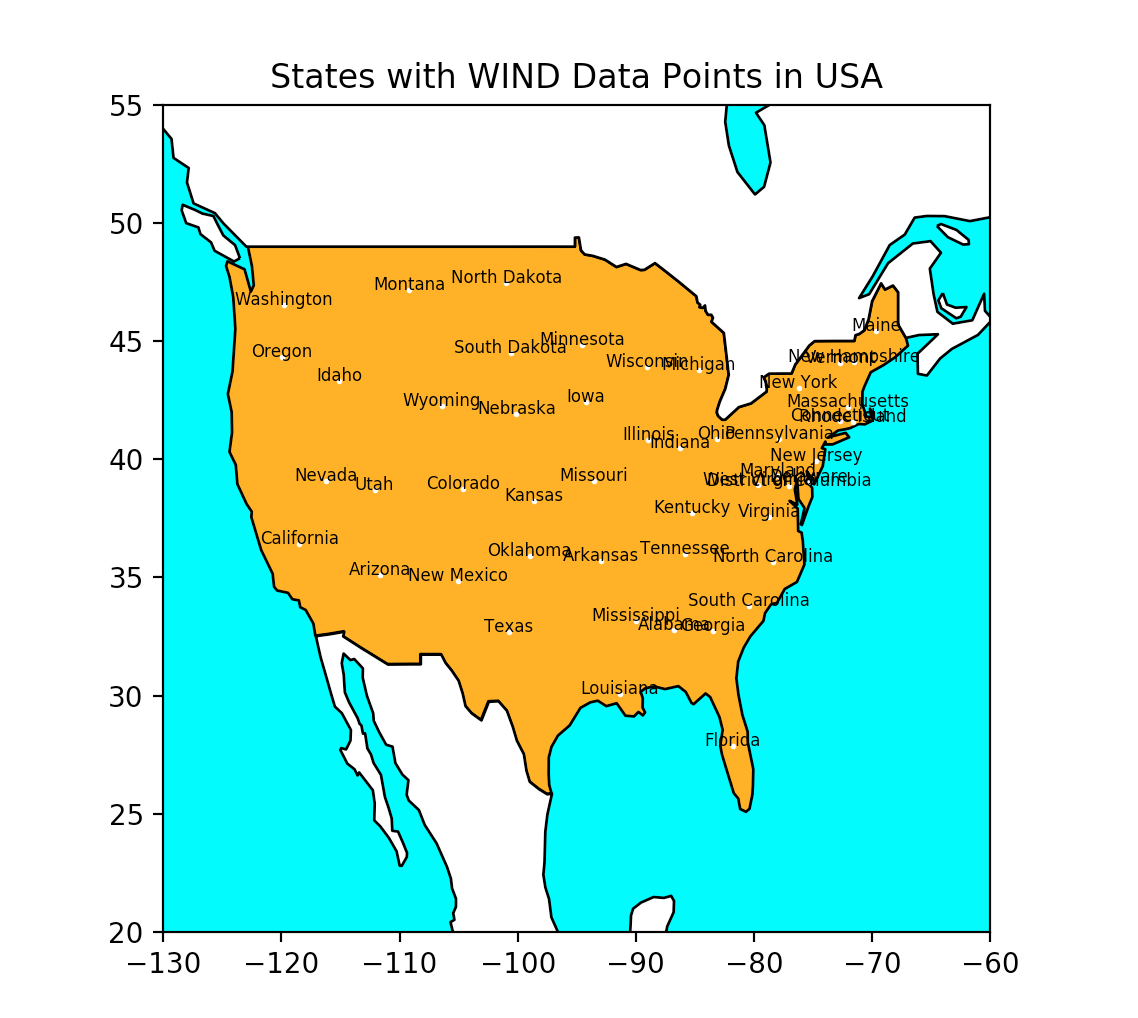 States with WIND Data Points in USA
55
50
45
40
35
30
25
20
Washington
Montana
North Dakota
Maine
Oregon
South Dakota
Minnesota
Wisconsin
Michigan
New Hampshire
Vermont
Idaho
New York
Wyoming
Nebraska
Iowa
Massachusetts
Connecticut
Rhode Island
Illinois
Indiana
Ohio
Pennsylvania
New Jersey
Nevada
Utah
Colorado
Kansas
Missouri
Maryland
Delaware
West Virginia
District of Columbia
Kentucky
Virginia
California
Oklahoma
Arkansas
Tennessee
North Carolina
Arizona
New Mexico
South Carolina
Texas
Mississippi
Alabama
Georgia
Louisiana
Florida
−130
−120
−110
−100
−90
−80
−70
−60